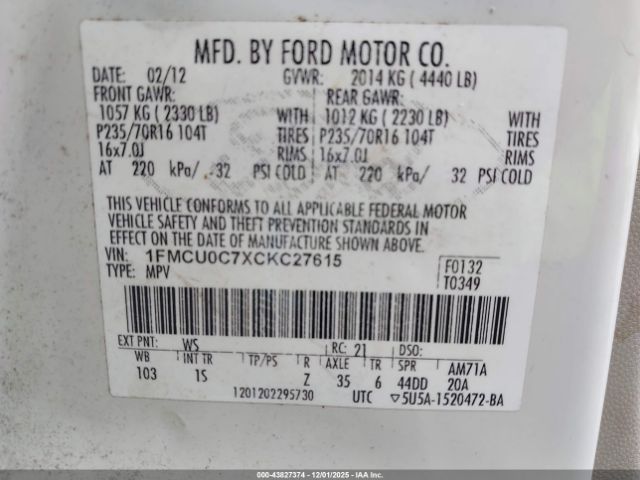 MFD. BY FORD MOTOR CO.
DATE: 02/12 GVWR: 2014 KG ( 4440 LB)
FRONT GAWR: REAR GAWR:
1057 KG ( 2330 LB) WITH 1012 KG ( 2230 LB) WITH
P235/70R16 104T TIRES P235/70R16 104T TIRES
16x7.0J RIMS 16x7.0J RIMS
AT 220 kPa/ 32 PSI COLD AT 220 kPa/ 32 PSI COLD
THIS VEHICLE CONFORMS TO ALL APPLICABLE FEDERAL MOTOR
VEHICLE SAFETY AND THEFT PREVENTION STANDARDS IN
EFFECT ON THE DATE OF MANUFACTURE SHOWN ABOVE.
VIN: 1FMCU0C7XCKC27615 F0132
TYPE: MPV T0349
EXT PNT: WS RC: 21 DSO:
WB INT TR TP/PS R AXLE TR SPR AM71A
103 1S Z 35 6 44DD 20A
1201202295730 UTC ▽5U5A-1520472-BA
000-43827374 | 12/01/2025 - IAAI.COM